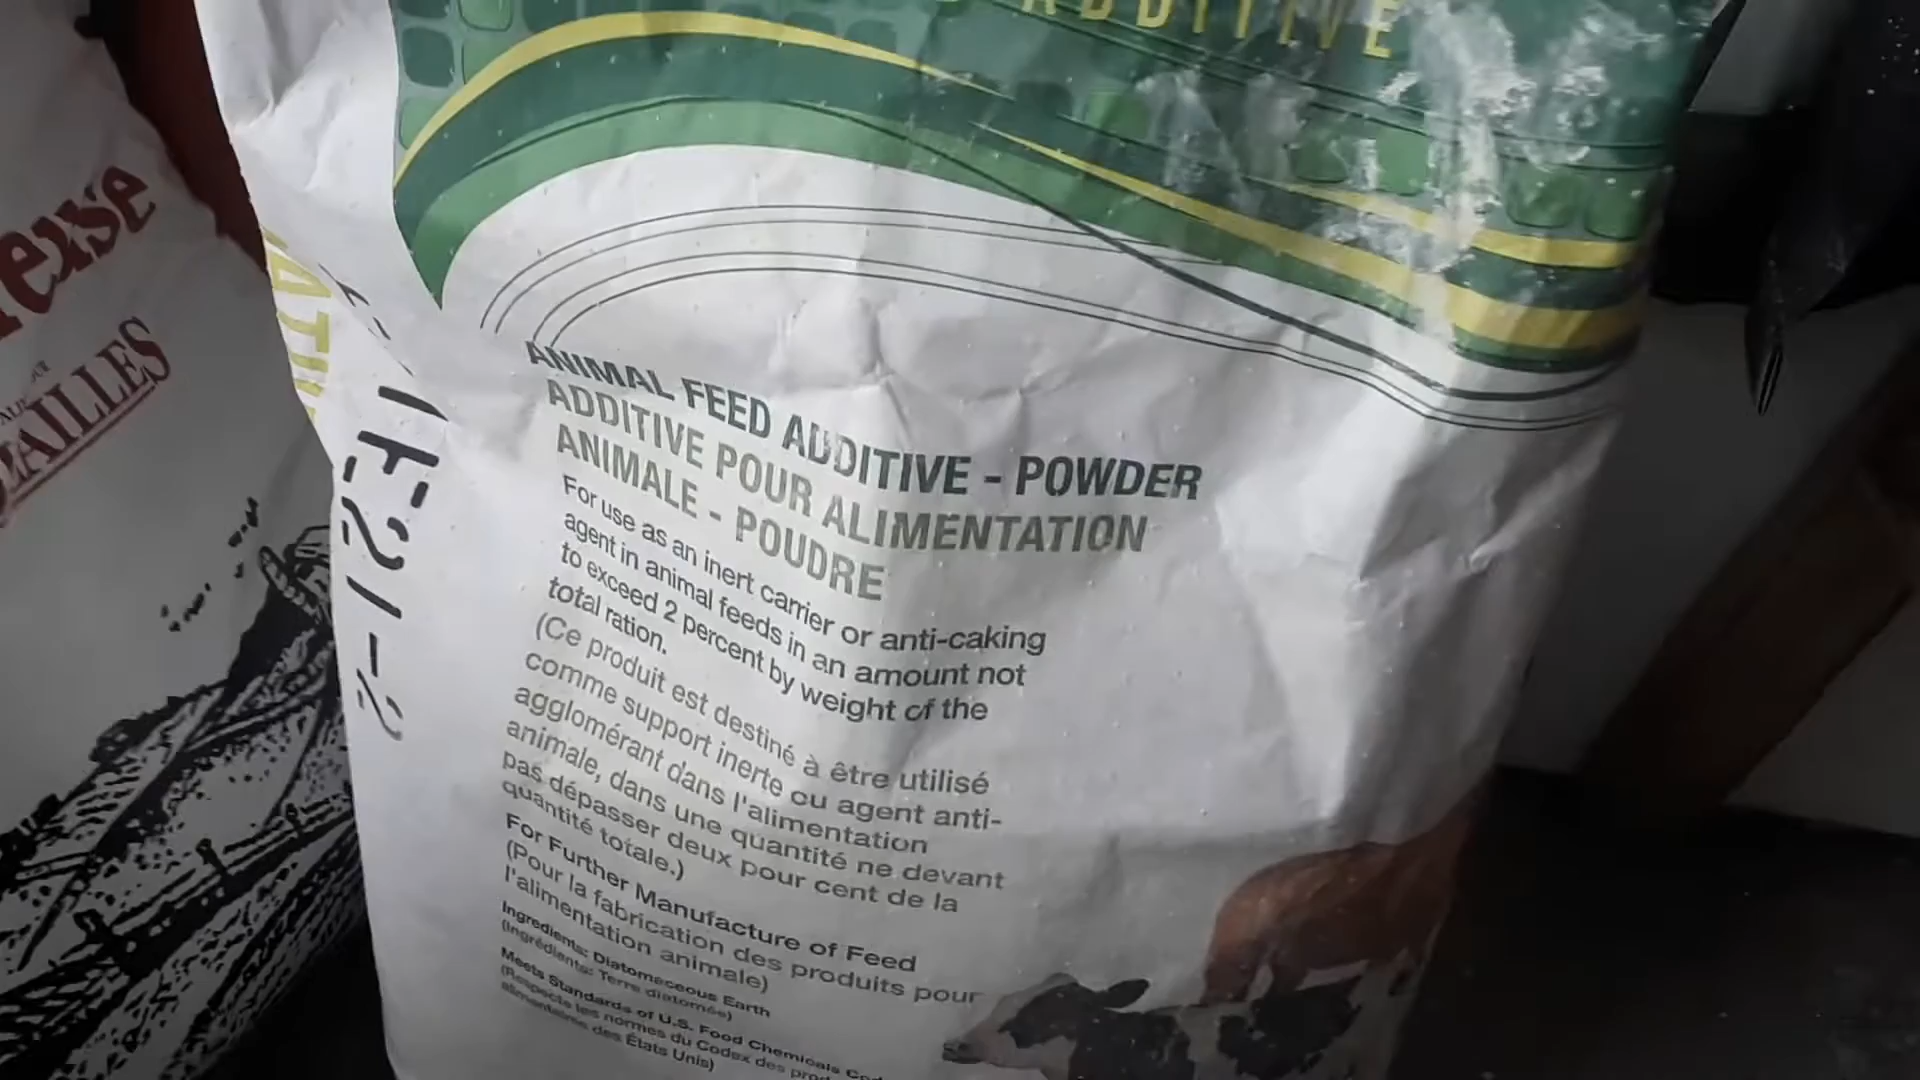 ADDITIVE
ANIMAL FEED ADDITIVE - POWDER
ADDITIVE POUR ALIMENTATION
ANIMALE - POUDRE
For use as an inert carrier or anti-caking
agent in animal feeds in an amount not
to exceed 2 percent by weight of the
total ration.
(Ce produit est destiné à être utilisé
comme support inerte ou agent anti-
agglomérant dans l'alimentation
animale, dans une quantité ne devant
pas dépasser deux pour cent de la
quantité totale.)
For Further Manufacture of Feed
(Pour la fabrication des produits pour
l'alimentation animale)
Ingredients: Diatomaceous Earth
(Ingrédients: Terre diatomée)
Meets Standards of U.S. Food Chemicals
(Respecte les normes du Codex des
alimentaires des États Unis)